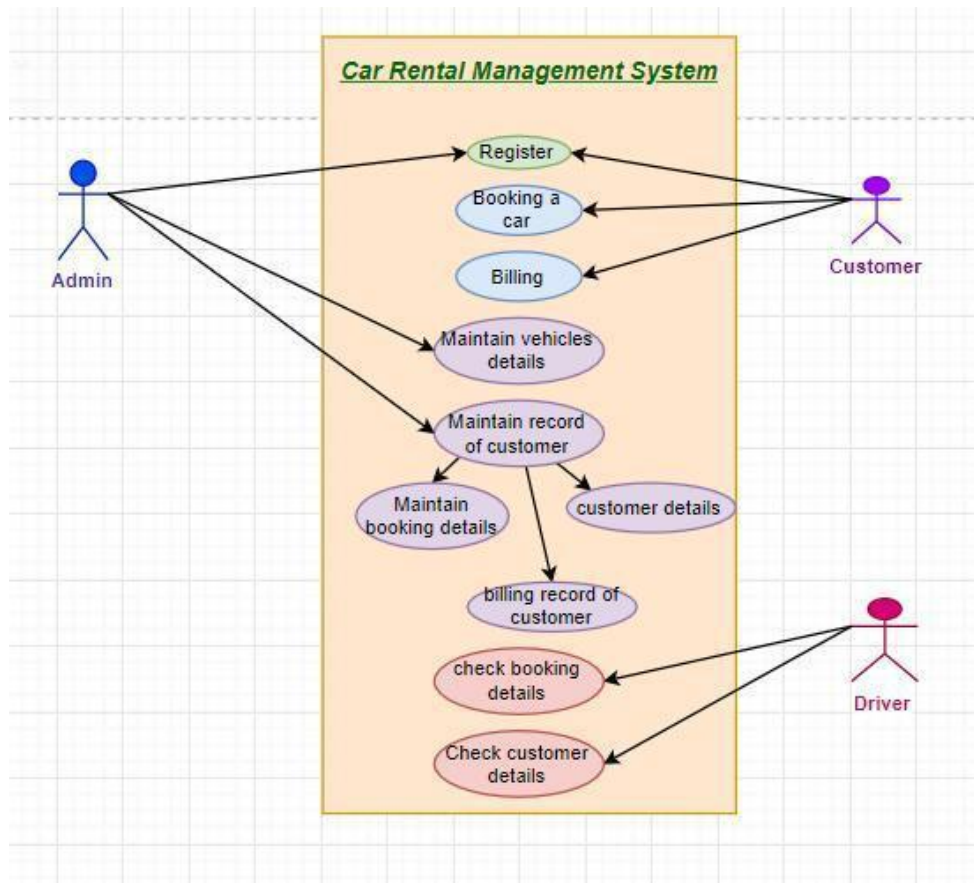 Car Rental Management System
Register
Booking a
car
Billing
Admin
Customer
Maintain vehicles
details
Maintain record
of customer
Maintain
booking details
customer details
billing record of
customer
check booking
details
Driver
Check customer
details